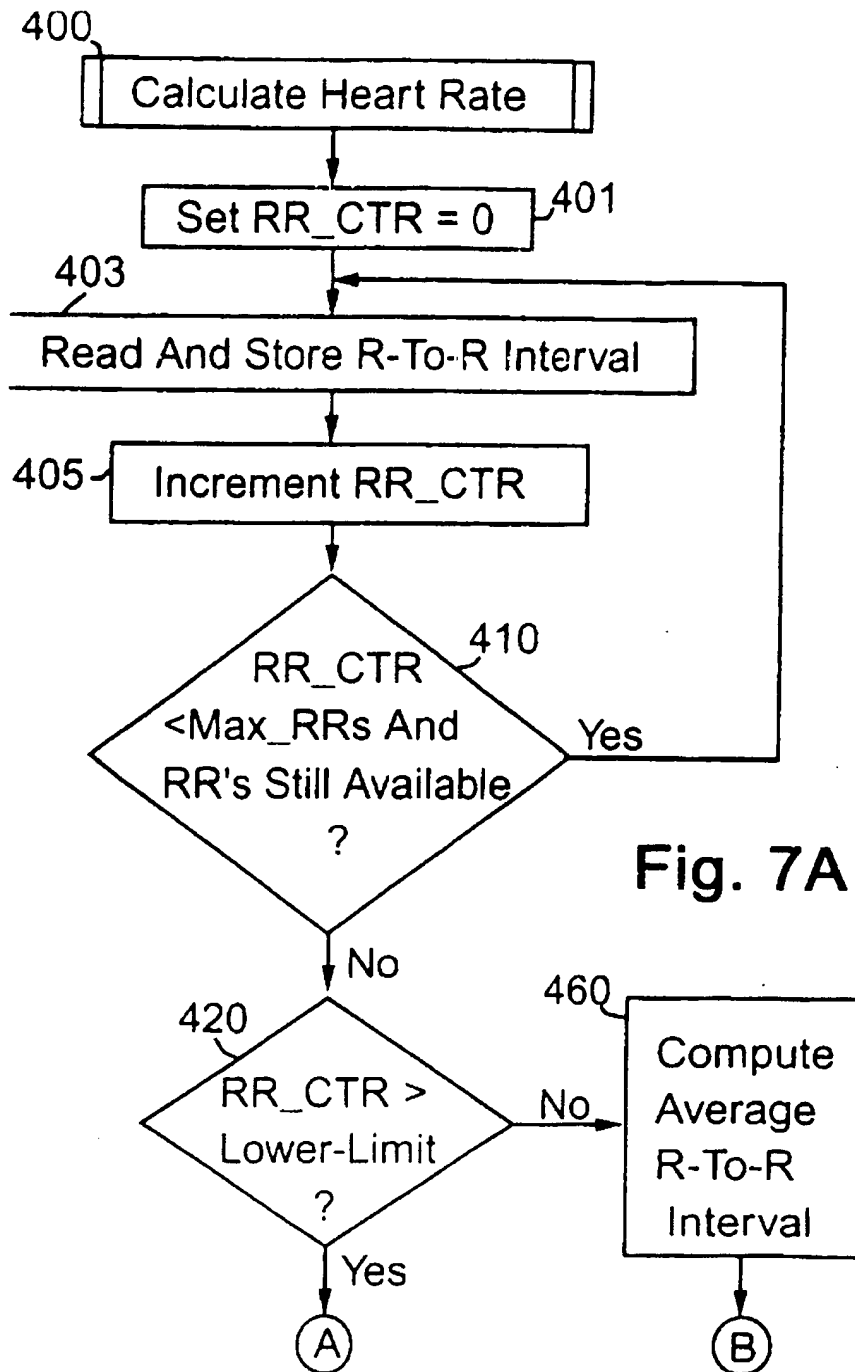 400
Calculate Heart Rate
Set RR_CTR = 0
401
403
Read And Store R-To-R Interval
405
Increment RR_CTR
410
RR_CTR
<Max_RRs And
RR's Still Available
?
Yes
Fig. 7A
No
420
RR_CTR >
Lower-Limit
?
No
460
Compute
Average
R-To-R
Interval
Yes
A
B